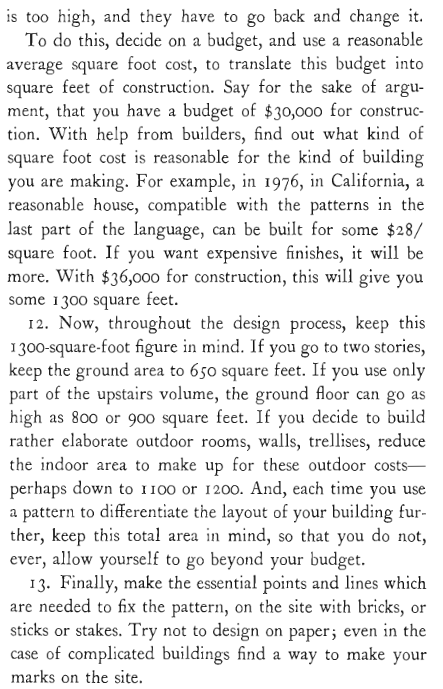 is too high, and they have to go back and change it.
To do this, decide on a budget, and use a reasonable
average square foot cost, to translate this budget into
square feet of construction. Say for the sake of argu-
ment, that you have a budget of $30,000 for construc-
tion. With help from builders, find out what kind of
square foot cost is reasonable for the kind of building
you are making. For example, in 1976, in California, a
reasonable house, compatible with the patterns in the
last part of the language, can be built for some $28/
square foot. If you want expensive finishes, it will be
more. With $36,000 for construction, this will give you
some 1300 square feet.
12. Now, throughout the design process, keep this
1300-square-foot figure in mind. If you go to two stories,
keep the ground area to 650 square feet. If you use only
part of the upstairs volume, the ground floor can go as
high as 800 or 900 square feet. If you decide to build
rather elaborate outdoor rooms, walls, trellises, reduce
the indoor area to make up for these outdoor costs—
perhaps down to 1100 or 1200. And, each time you use
a pattern to differentiate the layout of your building fur-
ther, keep this total area in mind, so that you do not,
ever, allow yourself to go beyond your budget.
13. Finally, make the essential points and lines which
are needed to fix the pattern, on the site with bricks, or
sticks or stakes. Try not to design on paper; even in the
case of complicated buildings find a way to make your
marks on the site.